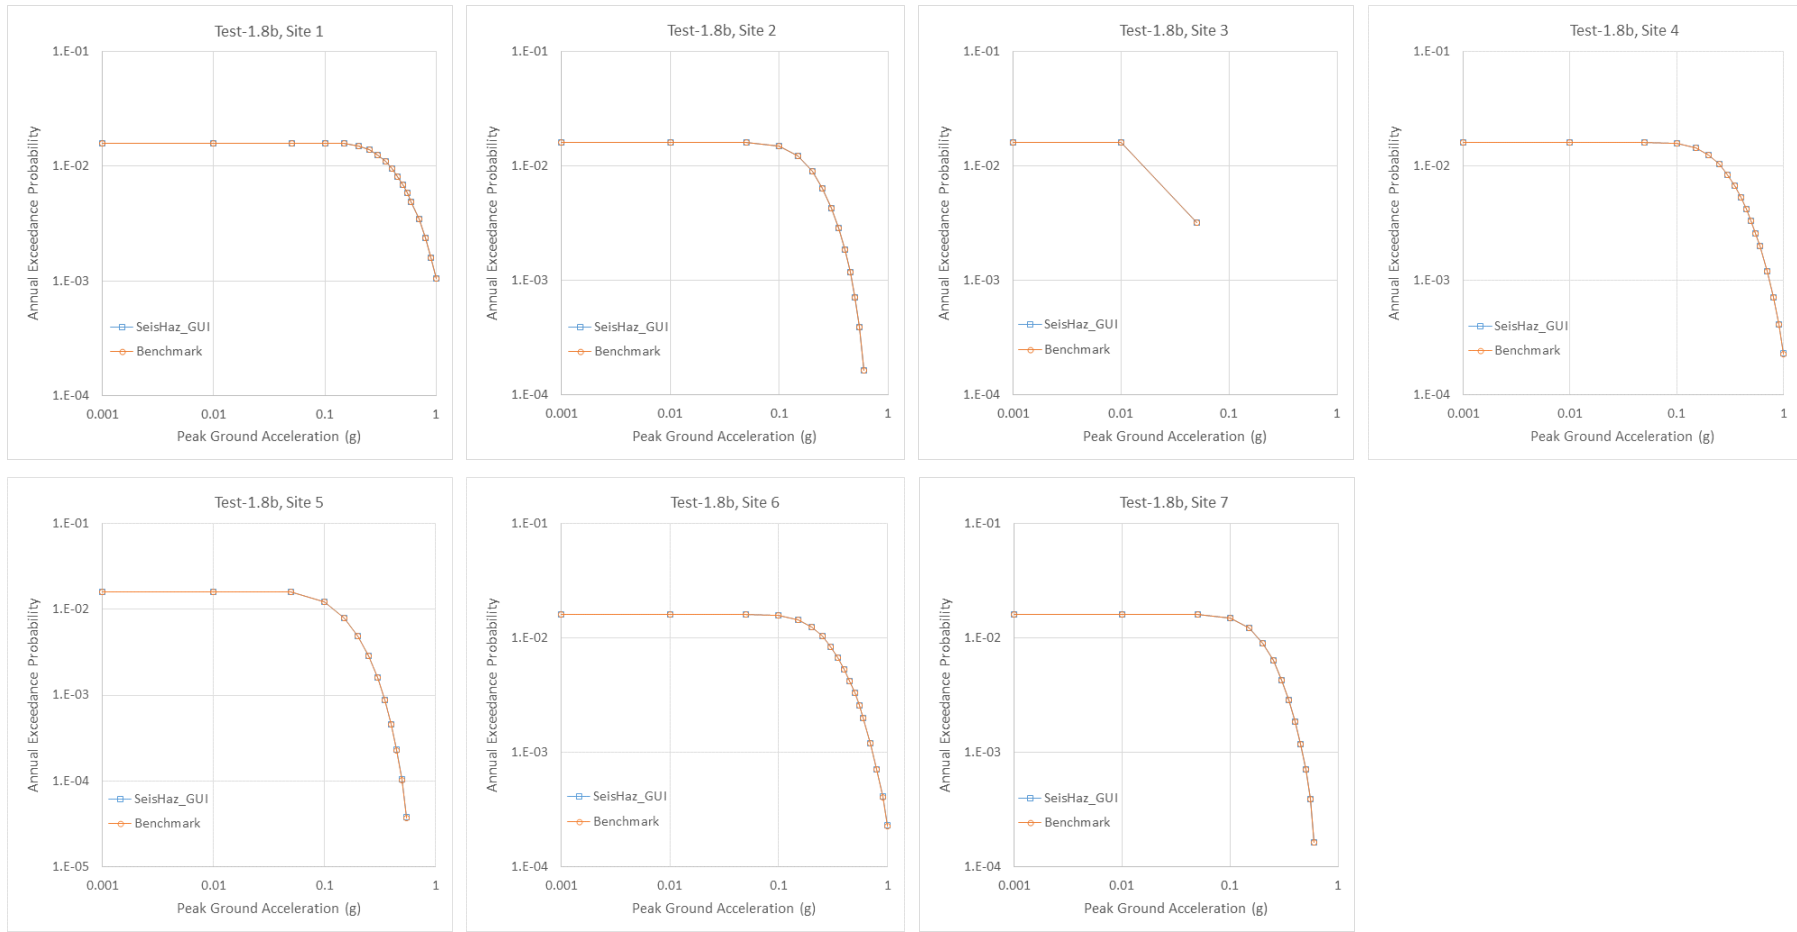 Test-1.8b, Site 1
1.E-01
1.E-02
1.E-03
1.E-04
Annual Exceedance Probability
SeisHaz_GUI
Benchmark
0.001
0.01
0.1
1
Peak Ground Acceleration (g)
Test-1.8b, Site 2
1.E-01
1.E-02
1.E-03
1.E-04
Annual Exceedance Probability
SeisHaz_GUI
Benchmark
0.001
0.01
0.1
1
Peak Ground Acceleration (g)
Test-1.8b, Site 3
1.E-01
1.E-02
1.E-03
1.E-04
Annual Exceedance Probability
SeisHaz_GUI
Benchmark
0.001
0.01
0.1
1
Peak Ground Acceleration (g)
Test-1.8b, Site 4
1.E-01
1.E-02
1.E-03
1.E-04
Annual Exceedance Probability
SeisHaz_GUI
Benchmark
0.001
0.01
0.1
1
Peak Ground Acceleration (g)
Test-1.8b, Site 5
1.E-01
1.E-02
1.E-03
1.E-04
1.E-05
Annual Exceedance Probability
SeisHaz_GUI
Benchmark
0.001
0.01
0.1
1
Peak Ground Acceleration (g)
Test-1.8b, Site 6
1.E-01
1.E-02
1.E-03
1.E-04
Annual Exceedance Probability
SeisHaz_GUI
Benchmark
0.001
0.01
0.1
1
Peak Ground Acceleration (g)
Test-1.8b, Site 7
1.E-01
1.E-02
1.E-03
1.E-04
Annual Exceedance Probability
SeisHaz_GUI
Benchmark
0.001
0.01
0.1
1
Peak Ground Acceleration (g)